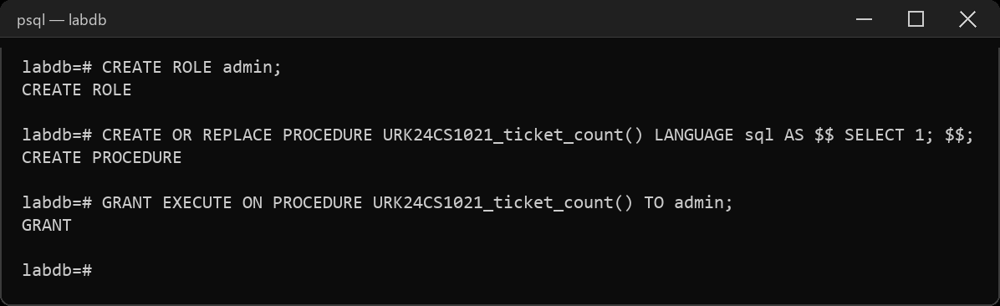 psql — labdb
labdb=# CREATE ROLE admin;
CREATE ROLE
labdb=# CREATE OR REPLACE PROCEDURE URK24CS1021_ticket_count() LANGUAGE sql AS $$ SELECT 1; $$;
CREATE PROCEDURE
labdb=# GRANT EXECUTE ON PROCEDURE URK24CS1021_ticket_count() TO admin;
GRANT
labdb=#